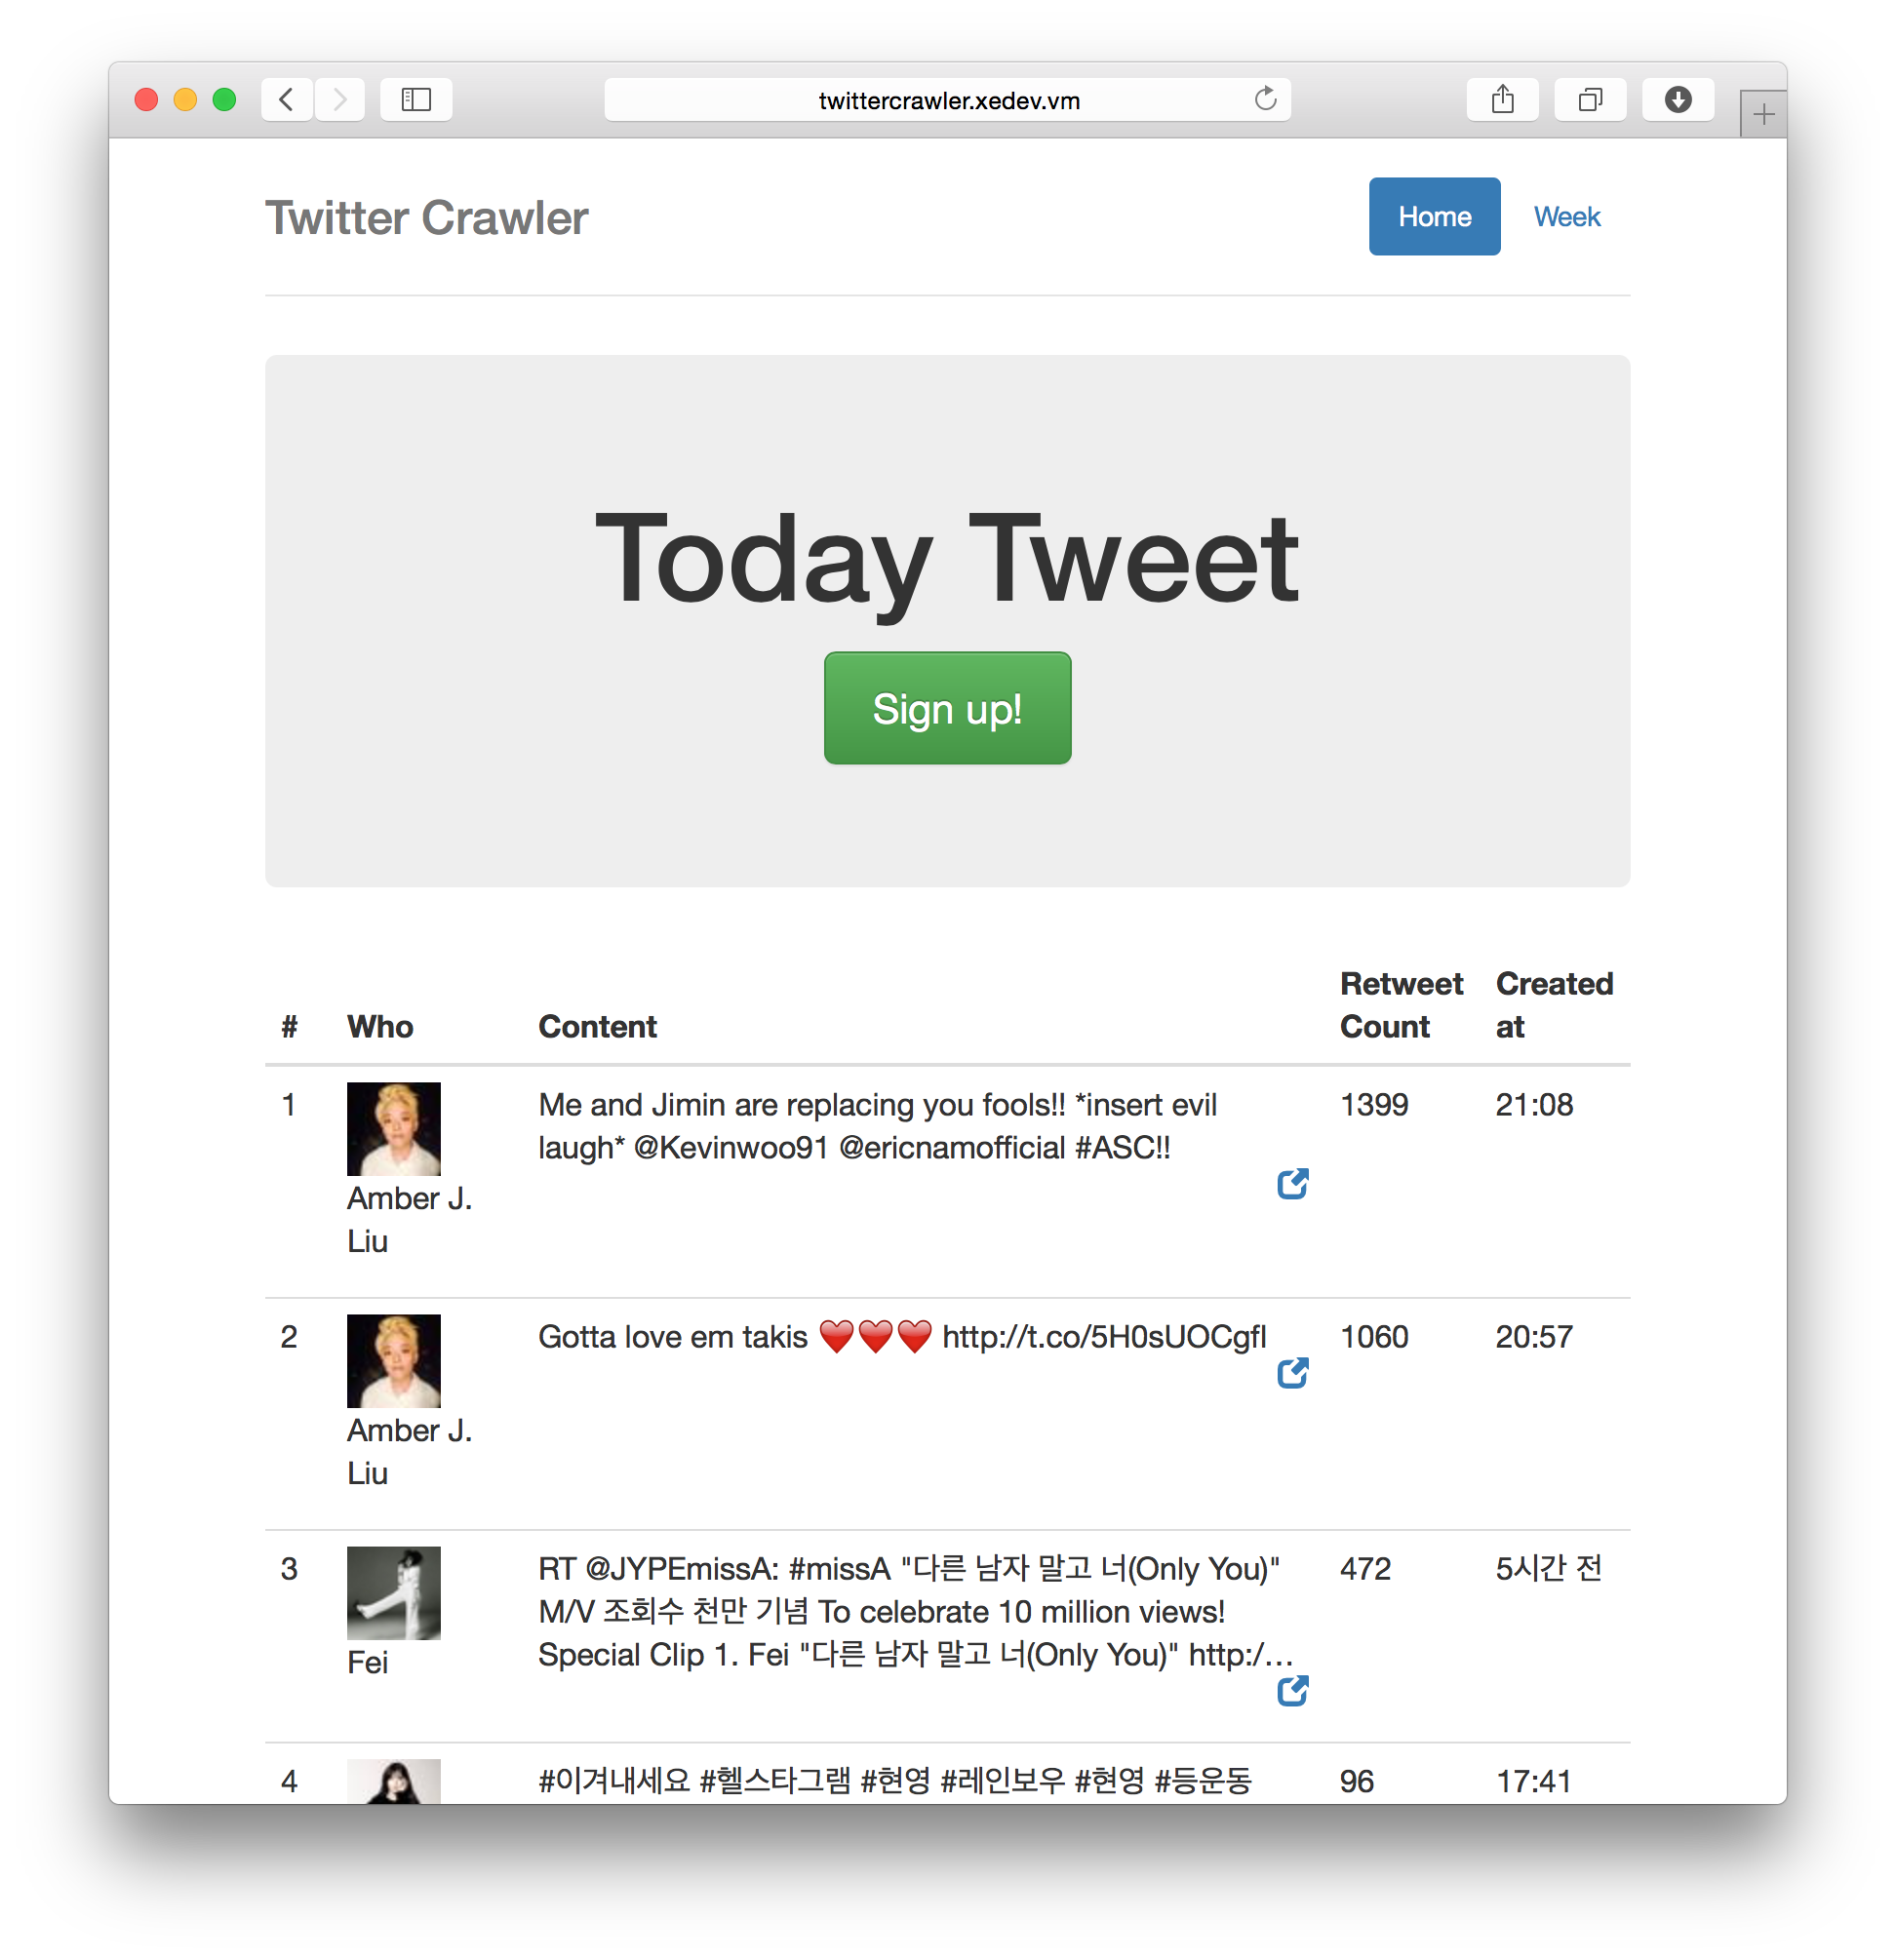 twittercrawler.xedev.vm
Twitter Crawler
Home
Week
Today Tweet
Sign up!
# Who Content Retweet Count Created at
1
Amber J. Liu
Me and Jimin are replacing you fools!! *insert evil
laugh* @Kevinwoo91 @ericnamofficial #ASC!!
1399
21:08
2
Amber J. Liu
Gotta love em takis ❤️❤️❤️ http://t.co/5H0sUOCgfl
1060
20:57
3
Fei
RT @JYPEmissA: #missA "다른 남자 말고 너(Only You)"
M/V 조회수 천만 기념 To celebrate 10 million views!
Special Clip 1. Fei "다른 남자 말고 너(Only You)" http:/…
472
5시간 전
4
#이겨내세요 #헬스타그램 #현영 #레인보우 #현영 #등운동
96
17:41